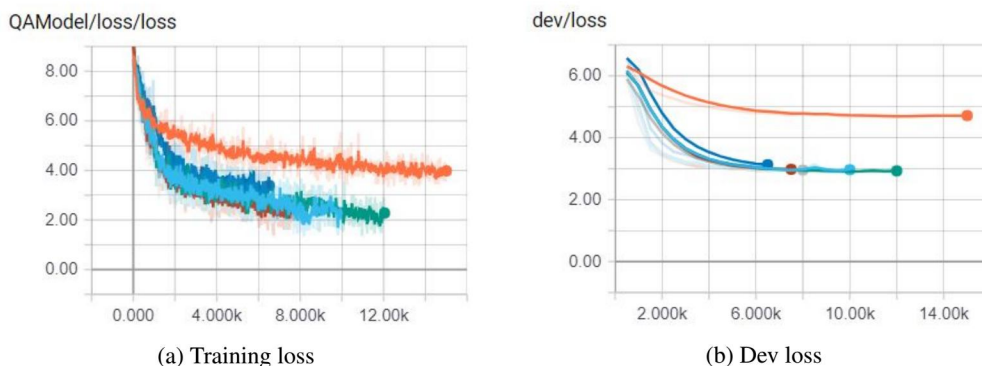 QAModel/loss/loss
8.00
6.00
4.00
2.00
0.00
0.000 4.000k 8.000k 12.00k
(a) Training loss
dev/loss
6.00
4.00
2.00
0.00
2.000k 6.000k 10.00k 14.00k
(b) Dev loss